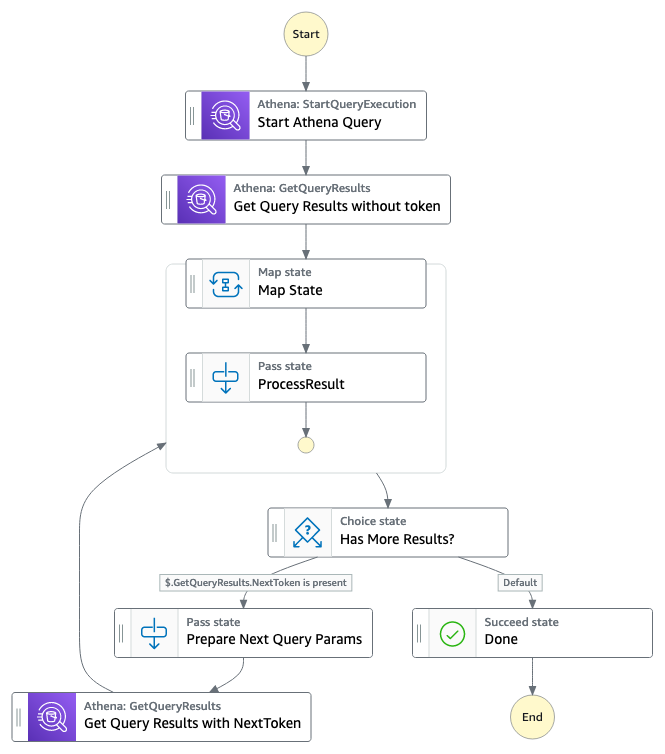 Start
Athena: StartQueryExecution
Start Athena Query
Athena: GetQueryResults
Get Query Results without token
Map state
Map State
Pass state
ProcessResult
Choice state
Has More Results?
$.GetQueryResults.NextToken is present
Default
Pass state
Prepare Next Query Params
Succeed state
Done
Athena: GetQueryResults
Get Query Results with NextToken
End